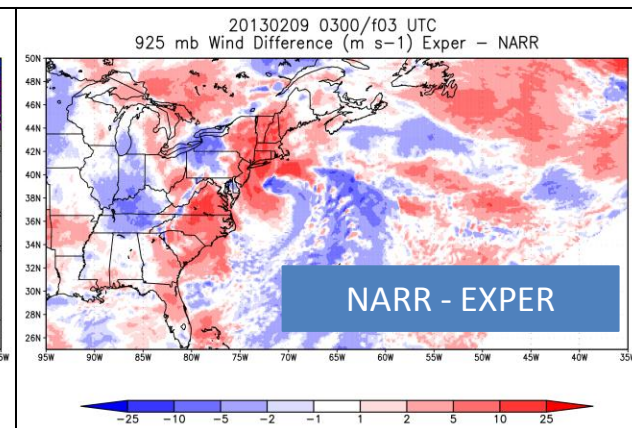 20130209 0300/f03 UTC
925 mb Wind Difference (m s−1) Exper − NARR
50N
48N
46N
44N
42N
40N
38N
36N
34N
32N
30N
28N
26N
NARR - EXPER
5W
95W 90W 85W 80W 75W 70W 65W 60W 55W 50W 45W 40W 35W
−25 −10 −5 −2 −1 1 2 5 10 25